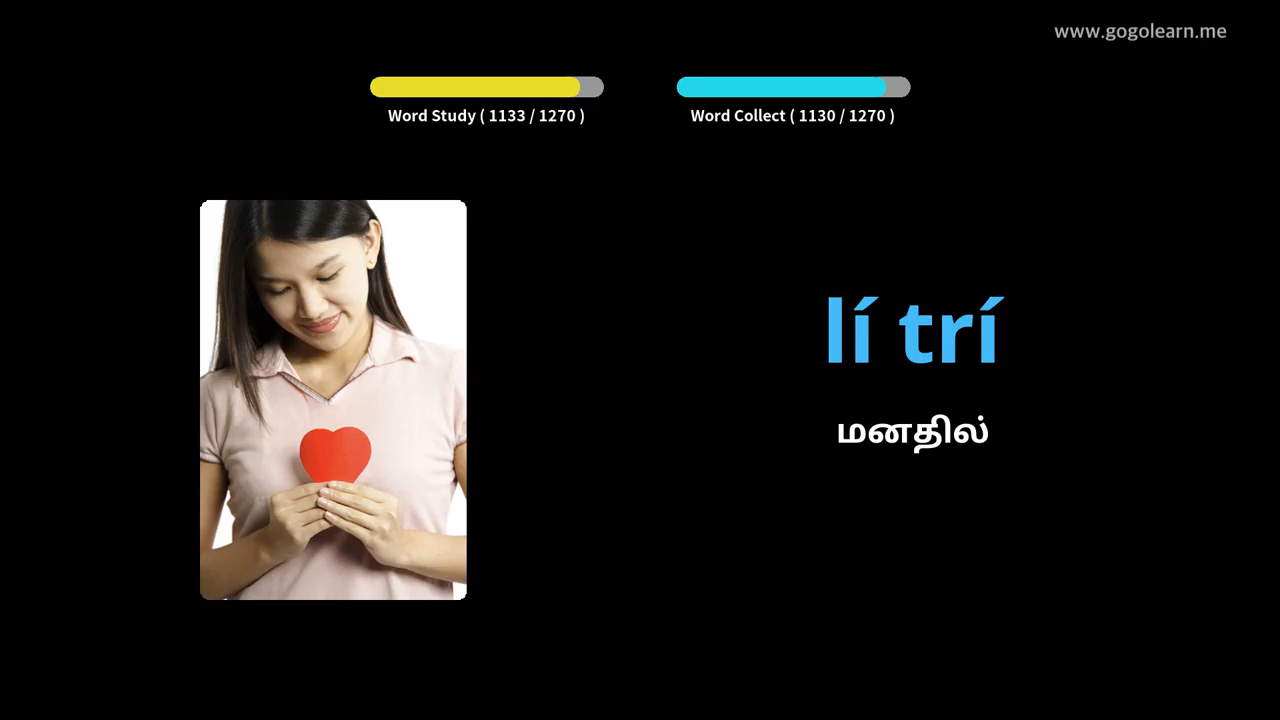 www.gogolearn.me
Word Study ( 1133 / 1270 )
Word Collect ( 1130 / 1270 )
lí trí
மனதில்